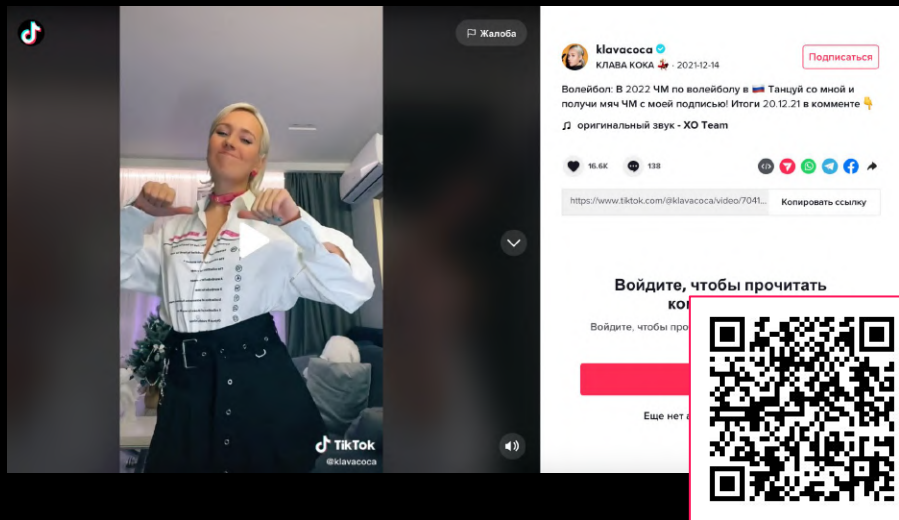 Жалоба
klavacoca
КЛАВА КОКА 💃 · 2021-12-14
Подписаться
Волейбол: В 2022 ЧМ по волейболу в 🇷🇺 Танцуй со мной и
получи мяч ЧМ с моей подписью! Итоги 20.12.21 в комменте 👇
оригинальный звук - XO Team
16.6K
138
https://www.tiktok.com/@klavacoca/video/7041...
Копировать ссылку
Войдите, чтобы прочитать
Войдите, чтобы
Еще нет
TikTok
@klavacoca